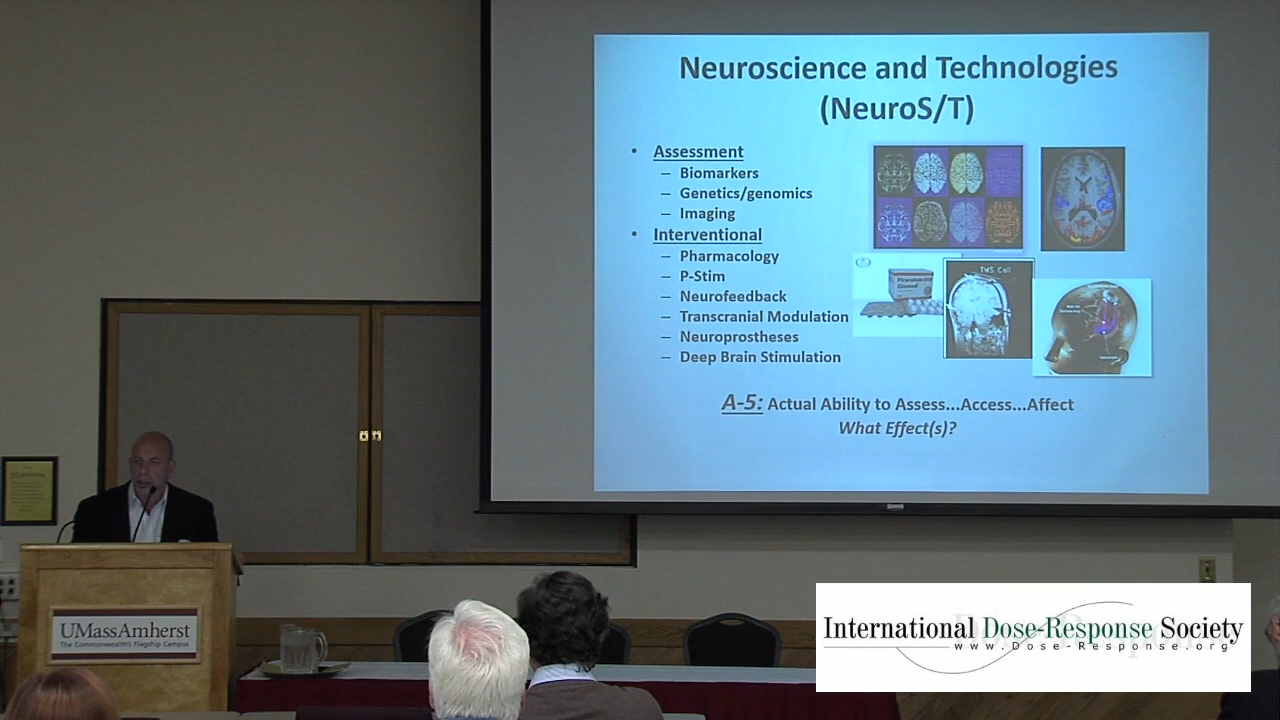 Neuroscience and Technologies
(NeuroS/T)
• Assessment
– Biomarkers
– Genetics/genomics
– Imaging
• Interventional
– Pharmacology
– P-Stim
– Neurofeedback
– Transcranial Modulation
– Neuroprostheses
– Deep Brain Stimulation
TMS Coil
A-5: Actual Ability to Assess...Access...Affect
What Effect(s)?
UMassAmherst
The Commonwealth's Flagship Campus
International Dose-Response Society
www.Dose-Response.org